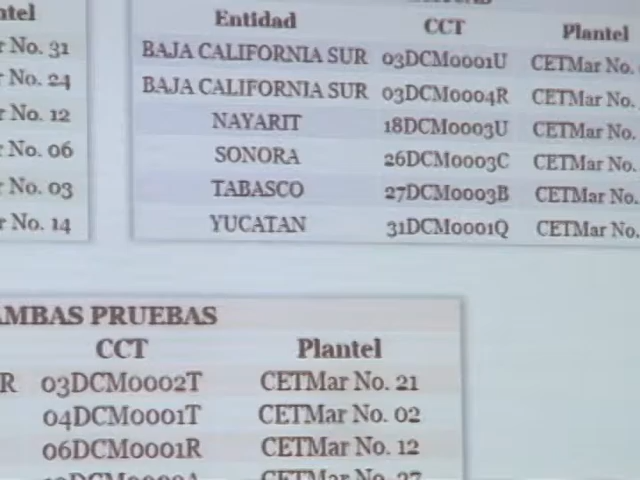 Entidad CCT Plantel
No. 31 BAJA CALIFORNIA SUR 03DCM0001U CETMar No.
No. 24 BAJA CALIFORNIA SUR 03DCM0004R CETMar No.
No. 12 NAYARIT 18DCM0003U CETMar No.
No. 06 SONORA 26DCM0003C CETMar No.
No. 03 TABASCO 27DCM0003B CETMar No.
No. 14 YUCATAN 31DCM0001Q CETMar No.
AMBAS PRUEBAS
CCT Plantel
R 03DCM0002T CETMar No. 21
04DCM0001T CETMar No. 02
06DCM0001R CETMar No. 12
CETMar No. 27